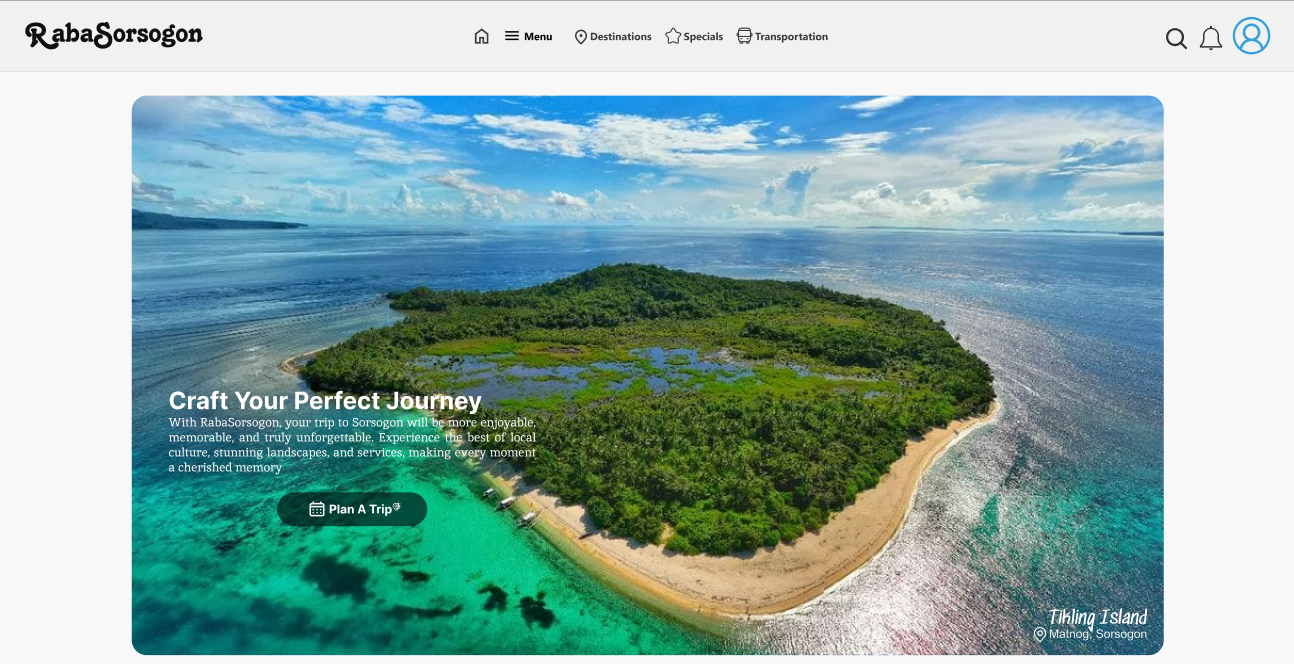 RabaSorsogon
Menu
Destinations
Specials
Transportation
Craft Your Perfect Journey
With RabaSorsogon, your trip to Sorsogon will be more enjoyable,
memorable, and truly unforgettable. Experience the best of local
culture, stunning landscapes, and services, making every moment
a cherished memory
Plan A Trip
Tikling Island
Matnog, Sorsogon